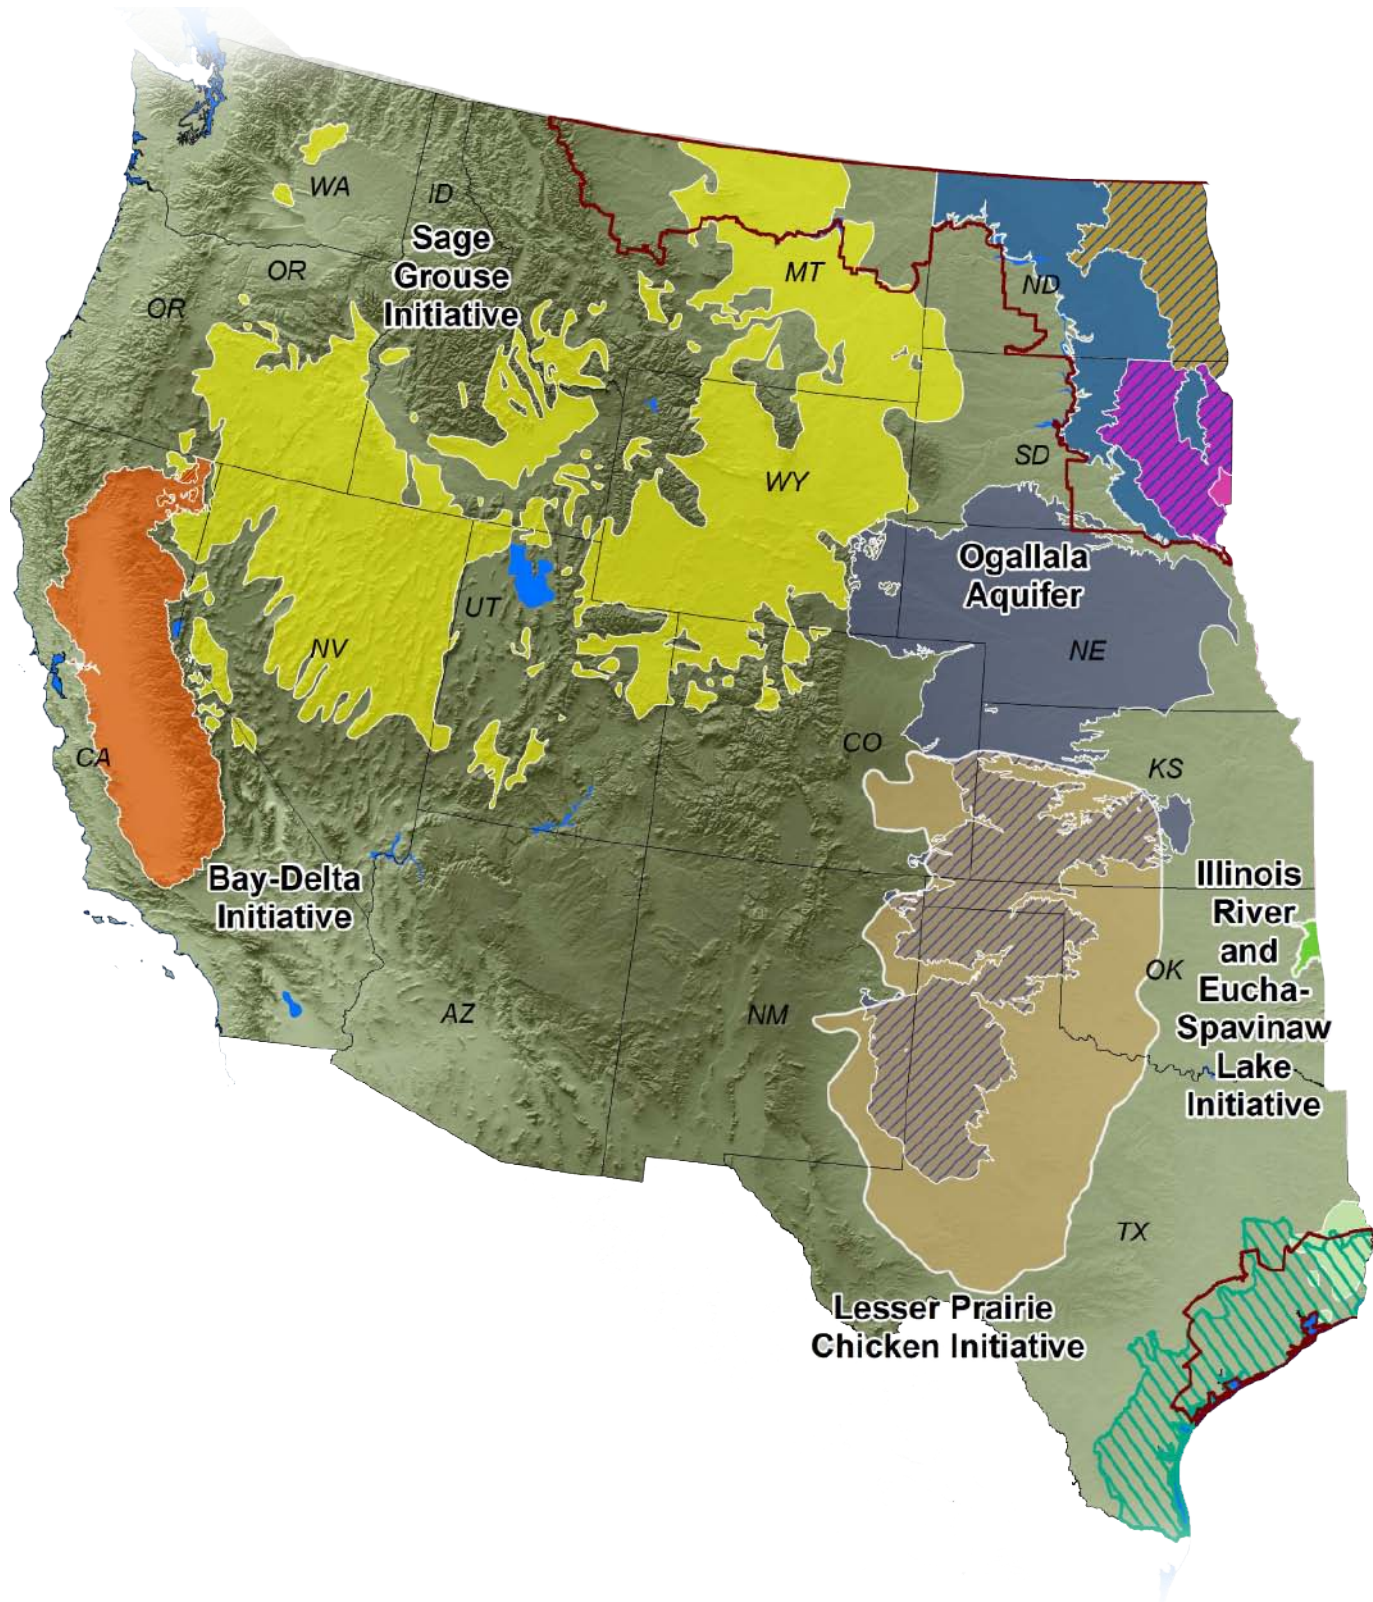 WA
ID
Sage
Grouse
Initiative
OR
OR
MT
ND
SD
WY
Ogallala
Aquifer
UT
NV
NE
CA
CO
KS
Bay-Delta
Initiative
Illinois
River
and
Eucha-
Spavinaw
Lake
Initiative
OK
AZ
NM
TX
Lesser Prairie
Chicken Initiative